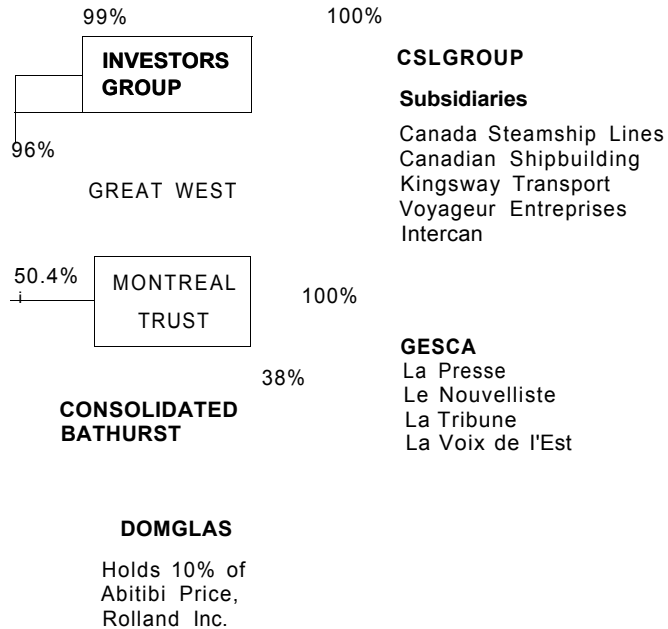 99%
100%
INVESTORS
GROUP
96%
GREAT WEST
CSLGROUP
Subsidiaries
Canada Steamship Lines
Canadian Shipbuilding
Kingsway Transport
Voyageur Entreprises
Intercan
50.4%
i
MONTREAL
TRUST
100%
38%
CONSOLIDATED
BATHURST
GESCA
La Presse
Le Nouvelliste
La Tribune
La Voix de l'Est
DOMGLAS
Holds 10% of
Abitibi Price,
Rolland Inc.